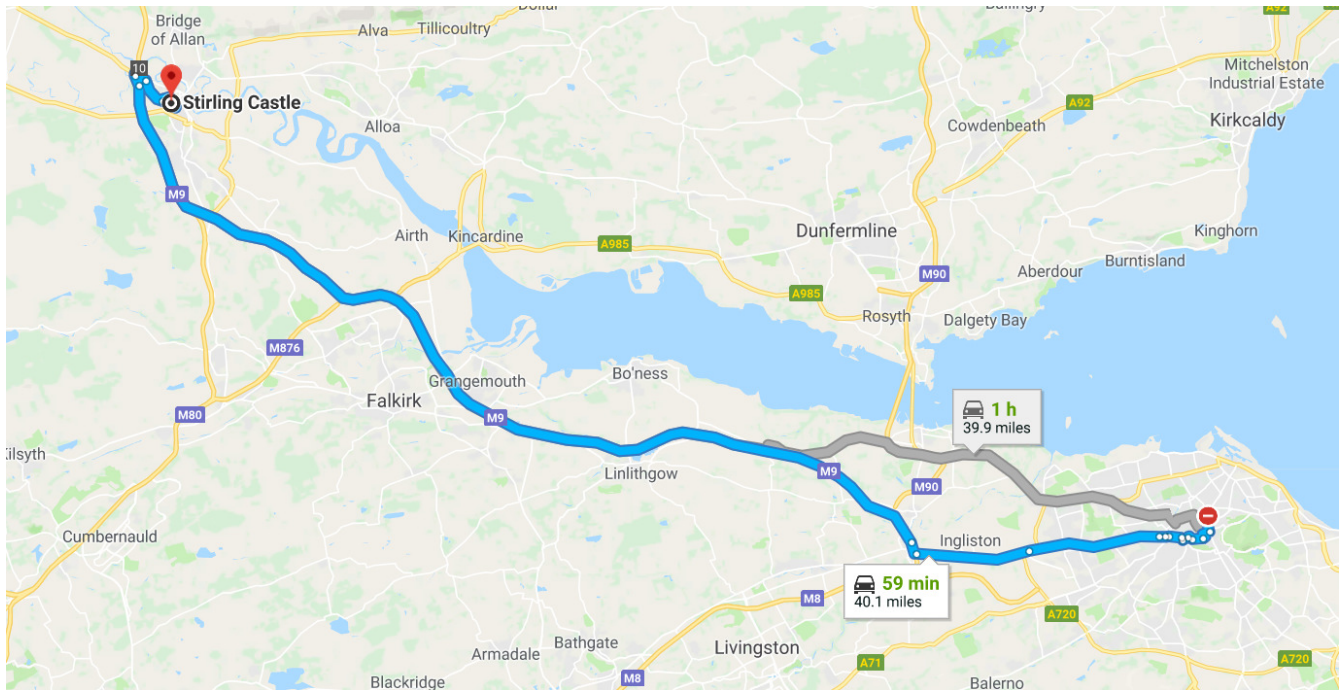 Bridge
of Allan
Alva
Tillicoultry
Dollar
Ballingry
A92
10
Stirling Castle
Mitchelston
Industrial Estate
A92
Kirkcaldy
Cowdenbeath
Alloa
M9
Airth
Kincardine
A985
Dunfermline
Kinghorn
Burntisland
Aberdour
M90
A985
Rosyth
Dalgety Bay
M876
Grangemouth
Bo'ness
Falkirk
M80
M9
1 h
39.9 miles
Kilsyth
Linlithgow
M9
M90
Cumbernauld
Ingliston
59 min
40.1 miles
M8
A720
Bathgate
Livingston
Armadale
A71
A720
M8
Blackridge
Balerno